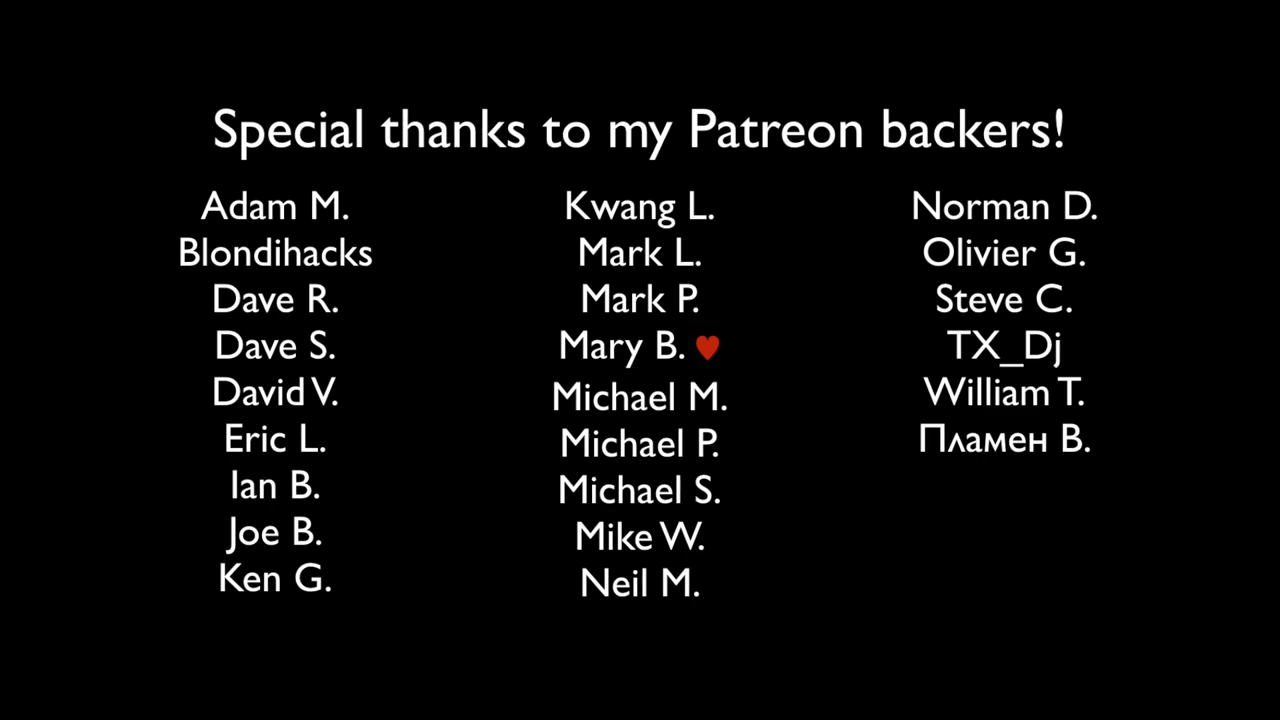 Special thanks to my Patreon backers!
Adam M.
Blondihacks
Dave R.
Dave S.
David V.
Eric L.
Ian B.
Joe B.
Ken G.
Kwang L.
Mark L.
Mark P.
Mary B. ♥
Michael M.
Michael P.
Michael S.
Mike W.
Neil M.
Norman D.
Olivier G.
Steve C.
TX_Dj
William T.
Пламен B.